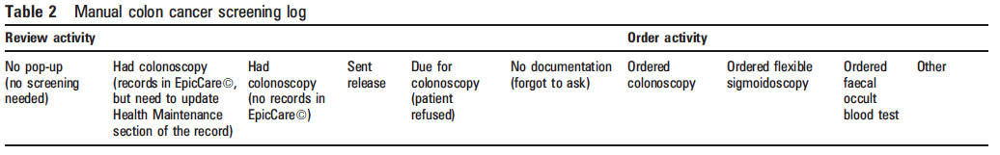 Table 2 Manual colon cancer screening log
Review activity Order activity
No pop-up
(no screening
needed)
Had colonoscopy
(records in EpicCare©,
but need to update
Health Maintenance
section of the record)
Had
colonoscopy
(no records in
EpicCare©)
Sent
release
Due for
colonoscopy
(patient
refused)
No documentation
(forgot to ask)
Ordered
colonoscopy
Ordered flexible
sigmoidoscopy
Ordered
faecal
occult
blood test
Other